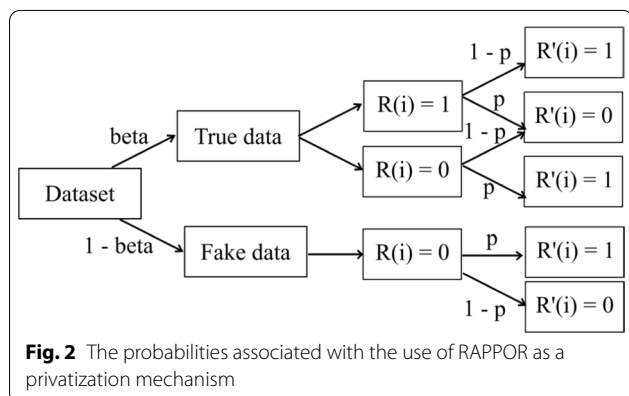 1 - p
R'(i) = 1
R(i) = 1
p
beta
True data
1 - p
R'(i) = 0
R(i) = 0
p
R'(i) = 1
Dataset
1 - beta
Fake data
R(i) = 0
p
R'(i) = 1
1 - p
R'(i) = 0
Fig. 2 The probabilities associated with the use of RAPPOR as a
privatization mechanism